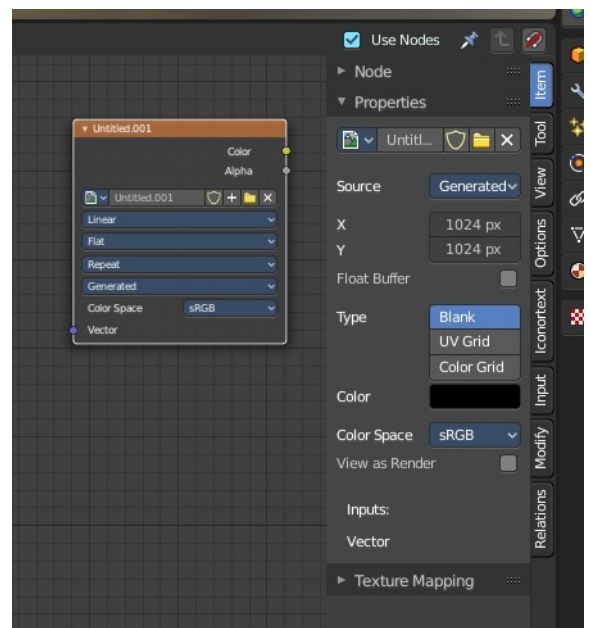 Use Nodes
Node
Properties
Untitl...
Source Generated
X 1024 px
Y 1024 px
Float Buffer
Type Blank
UV Grid
Color Grid
Color
Color Space sRGB
View as Render
Inputs:
Vector
Texture Mapping
Untitled.001
Color
Alpha
Untitled.001
Linear
Flat
Repeat
Generated
Color Space sRGB
Vector
Item
Tool
View
Options
Iconortext
Input
Modify
Relations